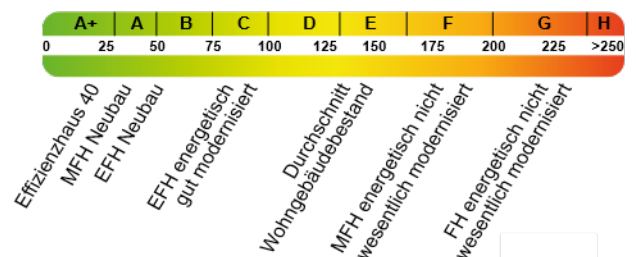 A+ A B C D E F G H
0 25 50 75 100 125 150 175 200 225 >250
Effizienzhaus 40
MFH Neubau
EFH Neubau
EFH energetisch
gut modernisiert
Durchschnitt
Wohngebäudebestand
MFH energetisch nicht
wesentlich modernisiert
FH energetisch nicht
wesentlich modernisiert